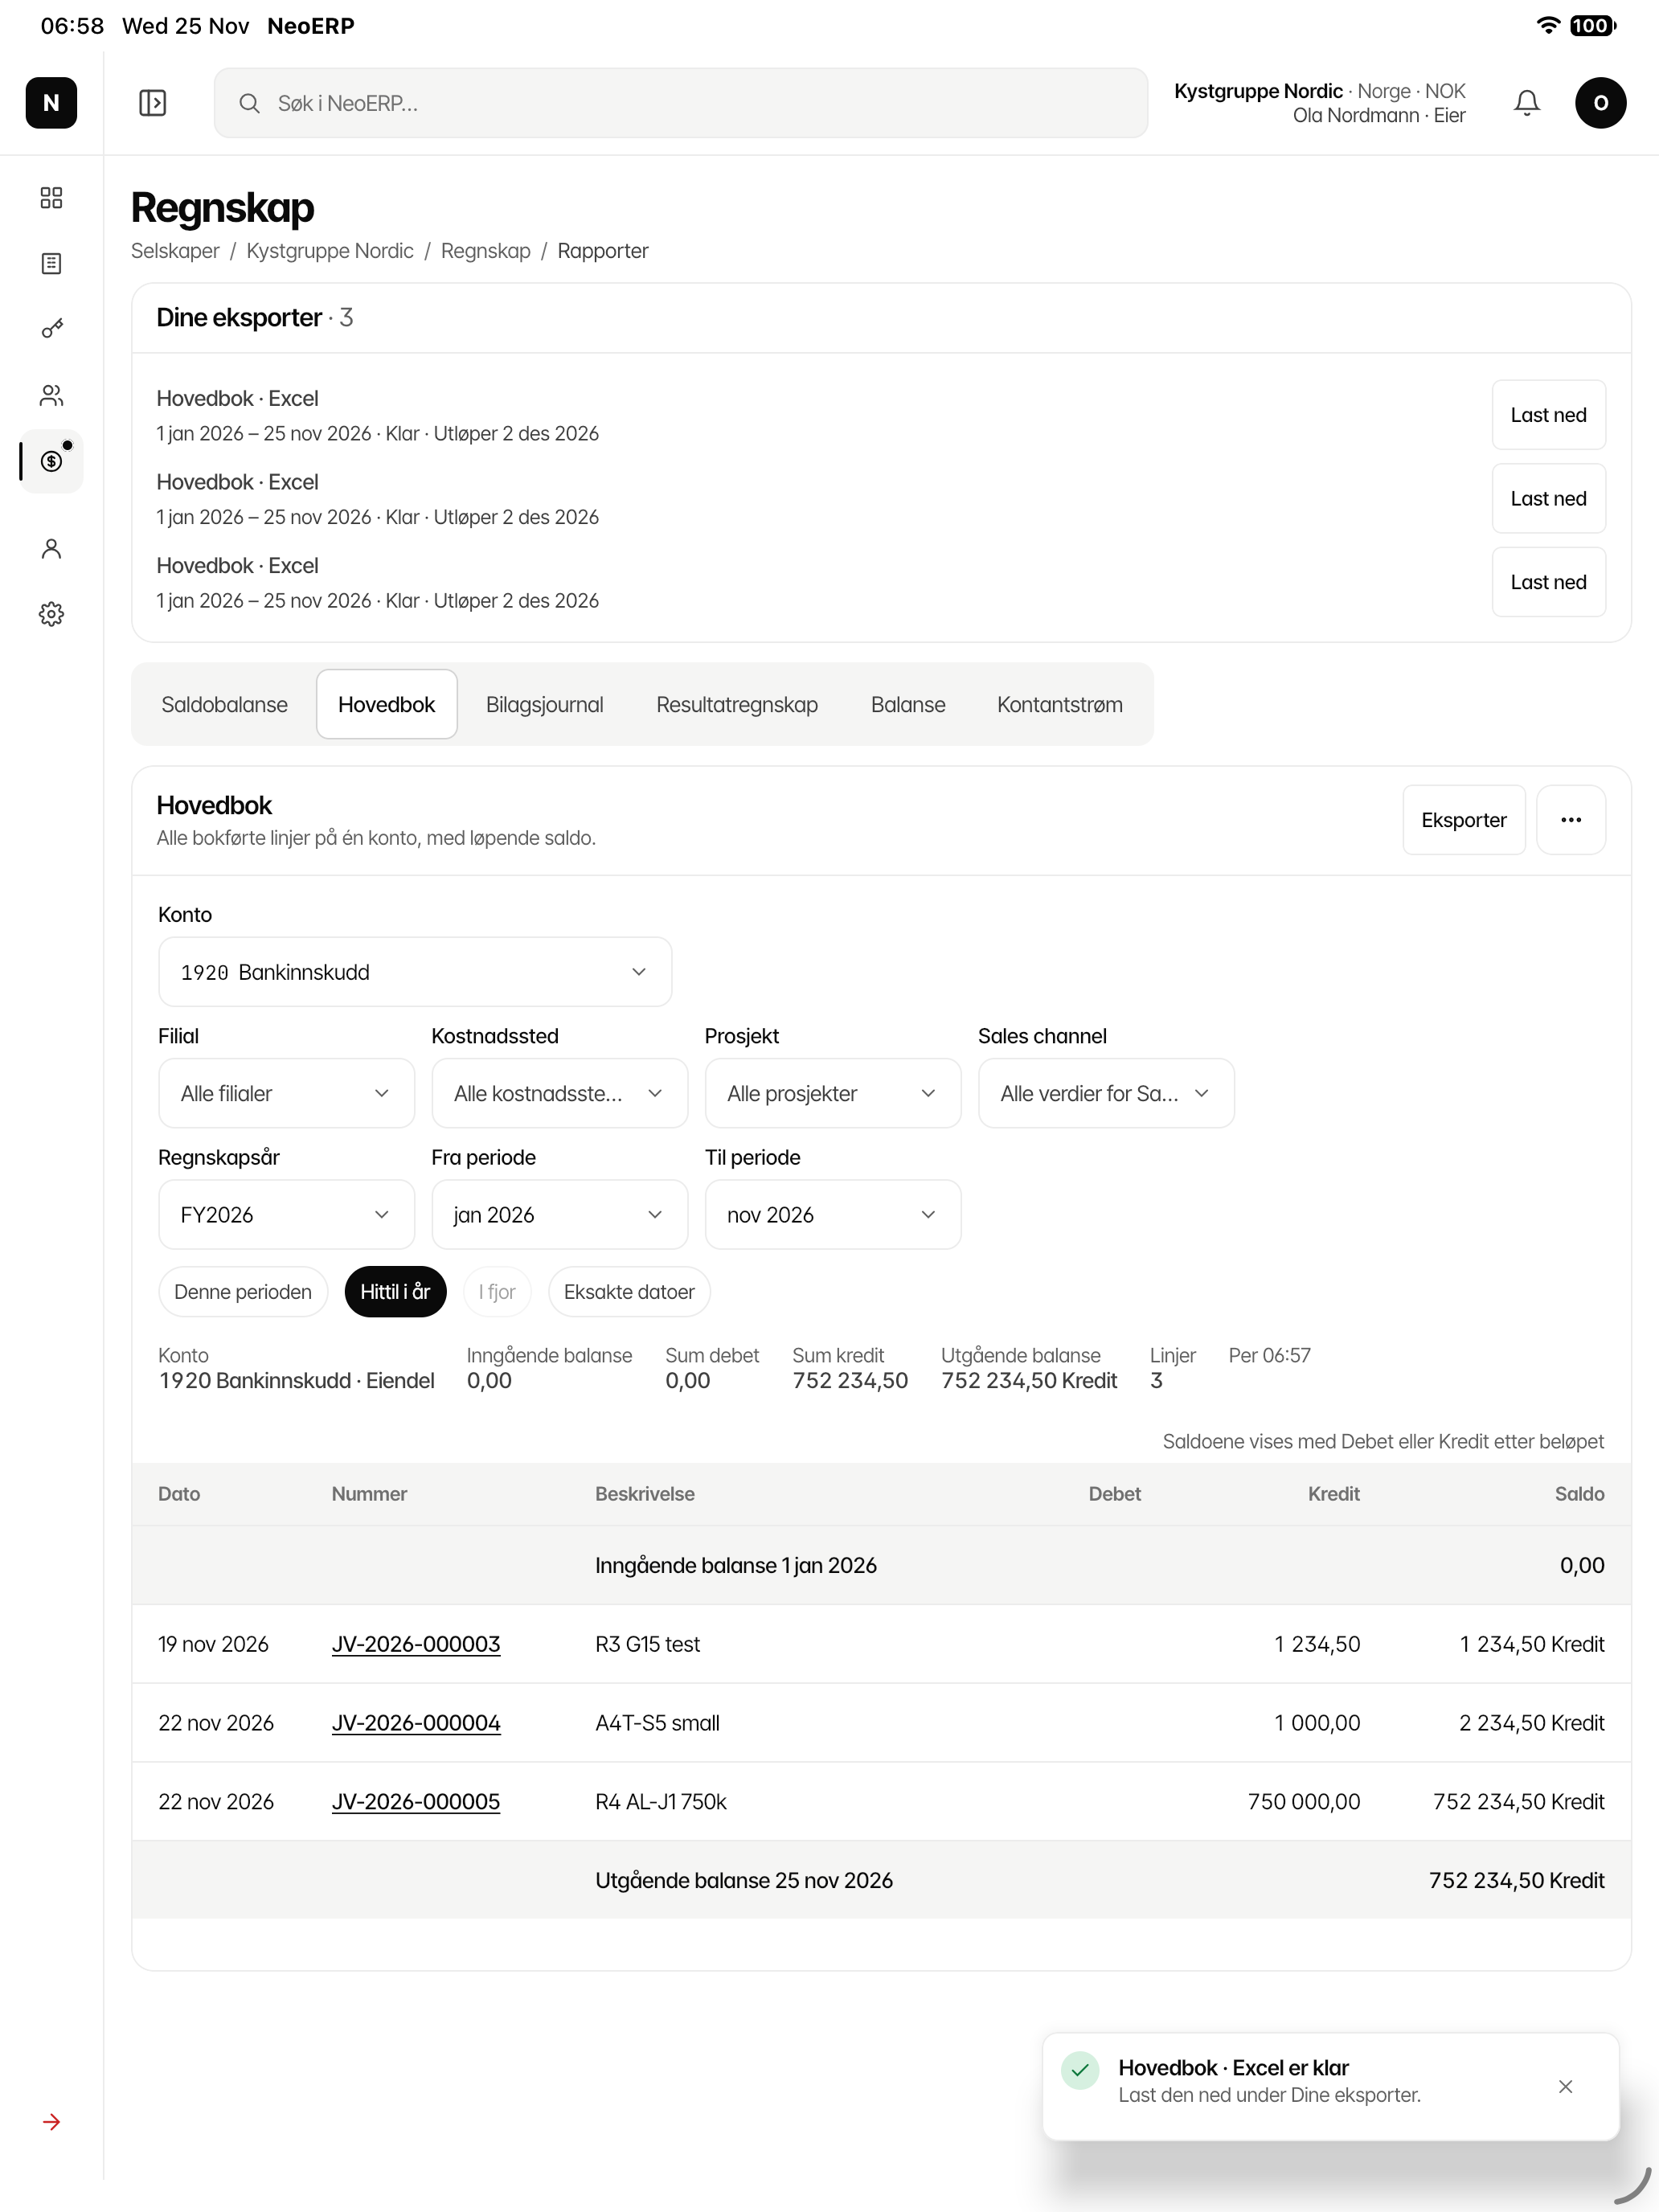 06:58 Wed 25 Nov NeoERP
100
N
Søk i NeoERP...
Kystgruppe Nordic · Norge · NOK
Ola Nordmann · Eier
O
Regnskap
Selskaper / Kystgruppe Nordic / Regnskap / Rapporter
Dine eksporter · 3
Hovedbok · Excel
1 jan 2026 – 25 nov 2026 · Klar · Utløper 2 des 2026
Last ned
Hovedbok · Excel
1 jan 2026 – 25 nov 2026 · Klar · Utløper 2 des 2026
Last ned
Hovedbok · Excel
1 jan 2026 – 25 nov 2026 · Klar · Utløper 2 des 2026
Last ned
Saldobalanse Hovedbok Bilagsjournal Resultatregnskap Balanse Kontantstrøm
Hovedbok
Alle bokførte linjer på én konto, med løpende saldo.
Eksporter
Konto
1920 Bankinnskudd
Filial Kostnadssted Prosjekt Sales channel
Alle filialer Alle kostnadsste... Alle prosjekter Alle verdier for Sa...
Regnskapsår Fra periode Til periode
FY2026 jan 2026 nov 2026
Denne perioden Hittil i år I fjor Eksakte datoer
Konto Inngående balanse Sum debet Sum kredit Utgående balanse Linjer Per 06:57
1920 Bankinnskudd · Eiendel 0,00 0,00 752 234,50 752 234,50 Kredit 3
Saldoene vises med Debet eller Kredit etter beløpet
Dato Nummer Beskrivelse Debet Kredit Saldo
Inngående balanse 1 jan 2026 0,00
19 nov 2026 JV-2026-000003 R3 G15 test 1 234,50 1 234,50 Kredit
22 nov 2026 JV-2026-000004 A4T-S5 small 1 000,00 2 234,50 Kredit
22 nov 2026 JV-2026-000005 R4 AL-J1 750k 750 000,00 752 234,50 Kredit
Utgående balanse 25 nov 2026 752 234,50 Kredit
Hovedbok · Excel er klar
Last den ned under Dine eksporter.